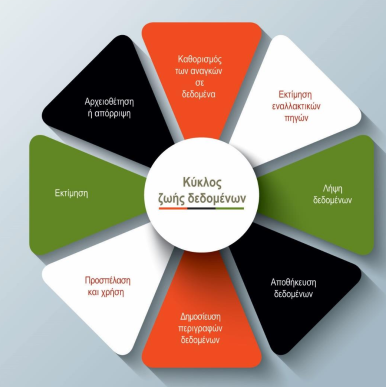 Κύκλος
ζωής δεδομένων
Καθορισμός
των αναγκών
σε
δεδομένα
Εκτίμηση
εναλλακτικών
πηγών
Λήψη
δεδομένων
Αποθήκευση
δεδομένων
Δημοσίευση
περιγραφών
δεδομένων
Προσπέλαση
και χρήση
Εκτίμηση
Αρχειοθέτηση
ή απόρριψη